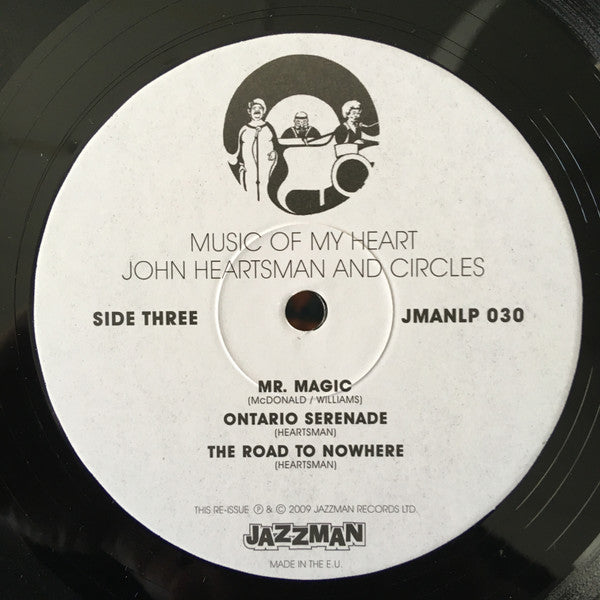 MUSIC OF MY HEART
JOHN HEARTSMAN AND CIRCLES
SIDE THREE
JMANLP 030
MR. MAGIC
(McDONALD / WILLIAMS)
ONTARIO SERENADE
(HEARTSMAN)
THE ROAD TO NOWHERE
(HEARTSMAN)
THIS RE-ISSUE ℗ & © 2009 JAZZMAN RECORDS LTD.
JAZZMAN
MADE IN THE E.U.